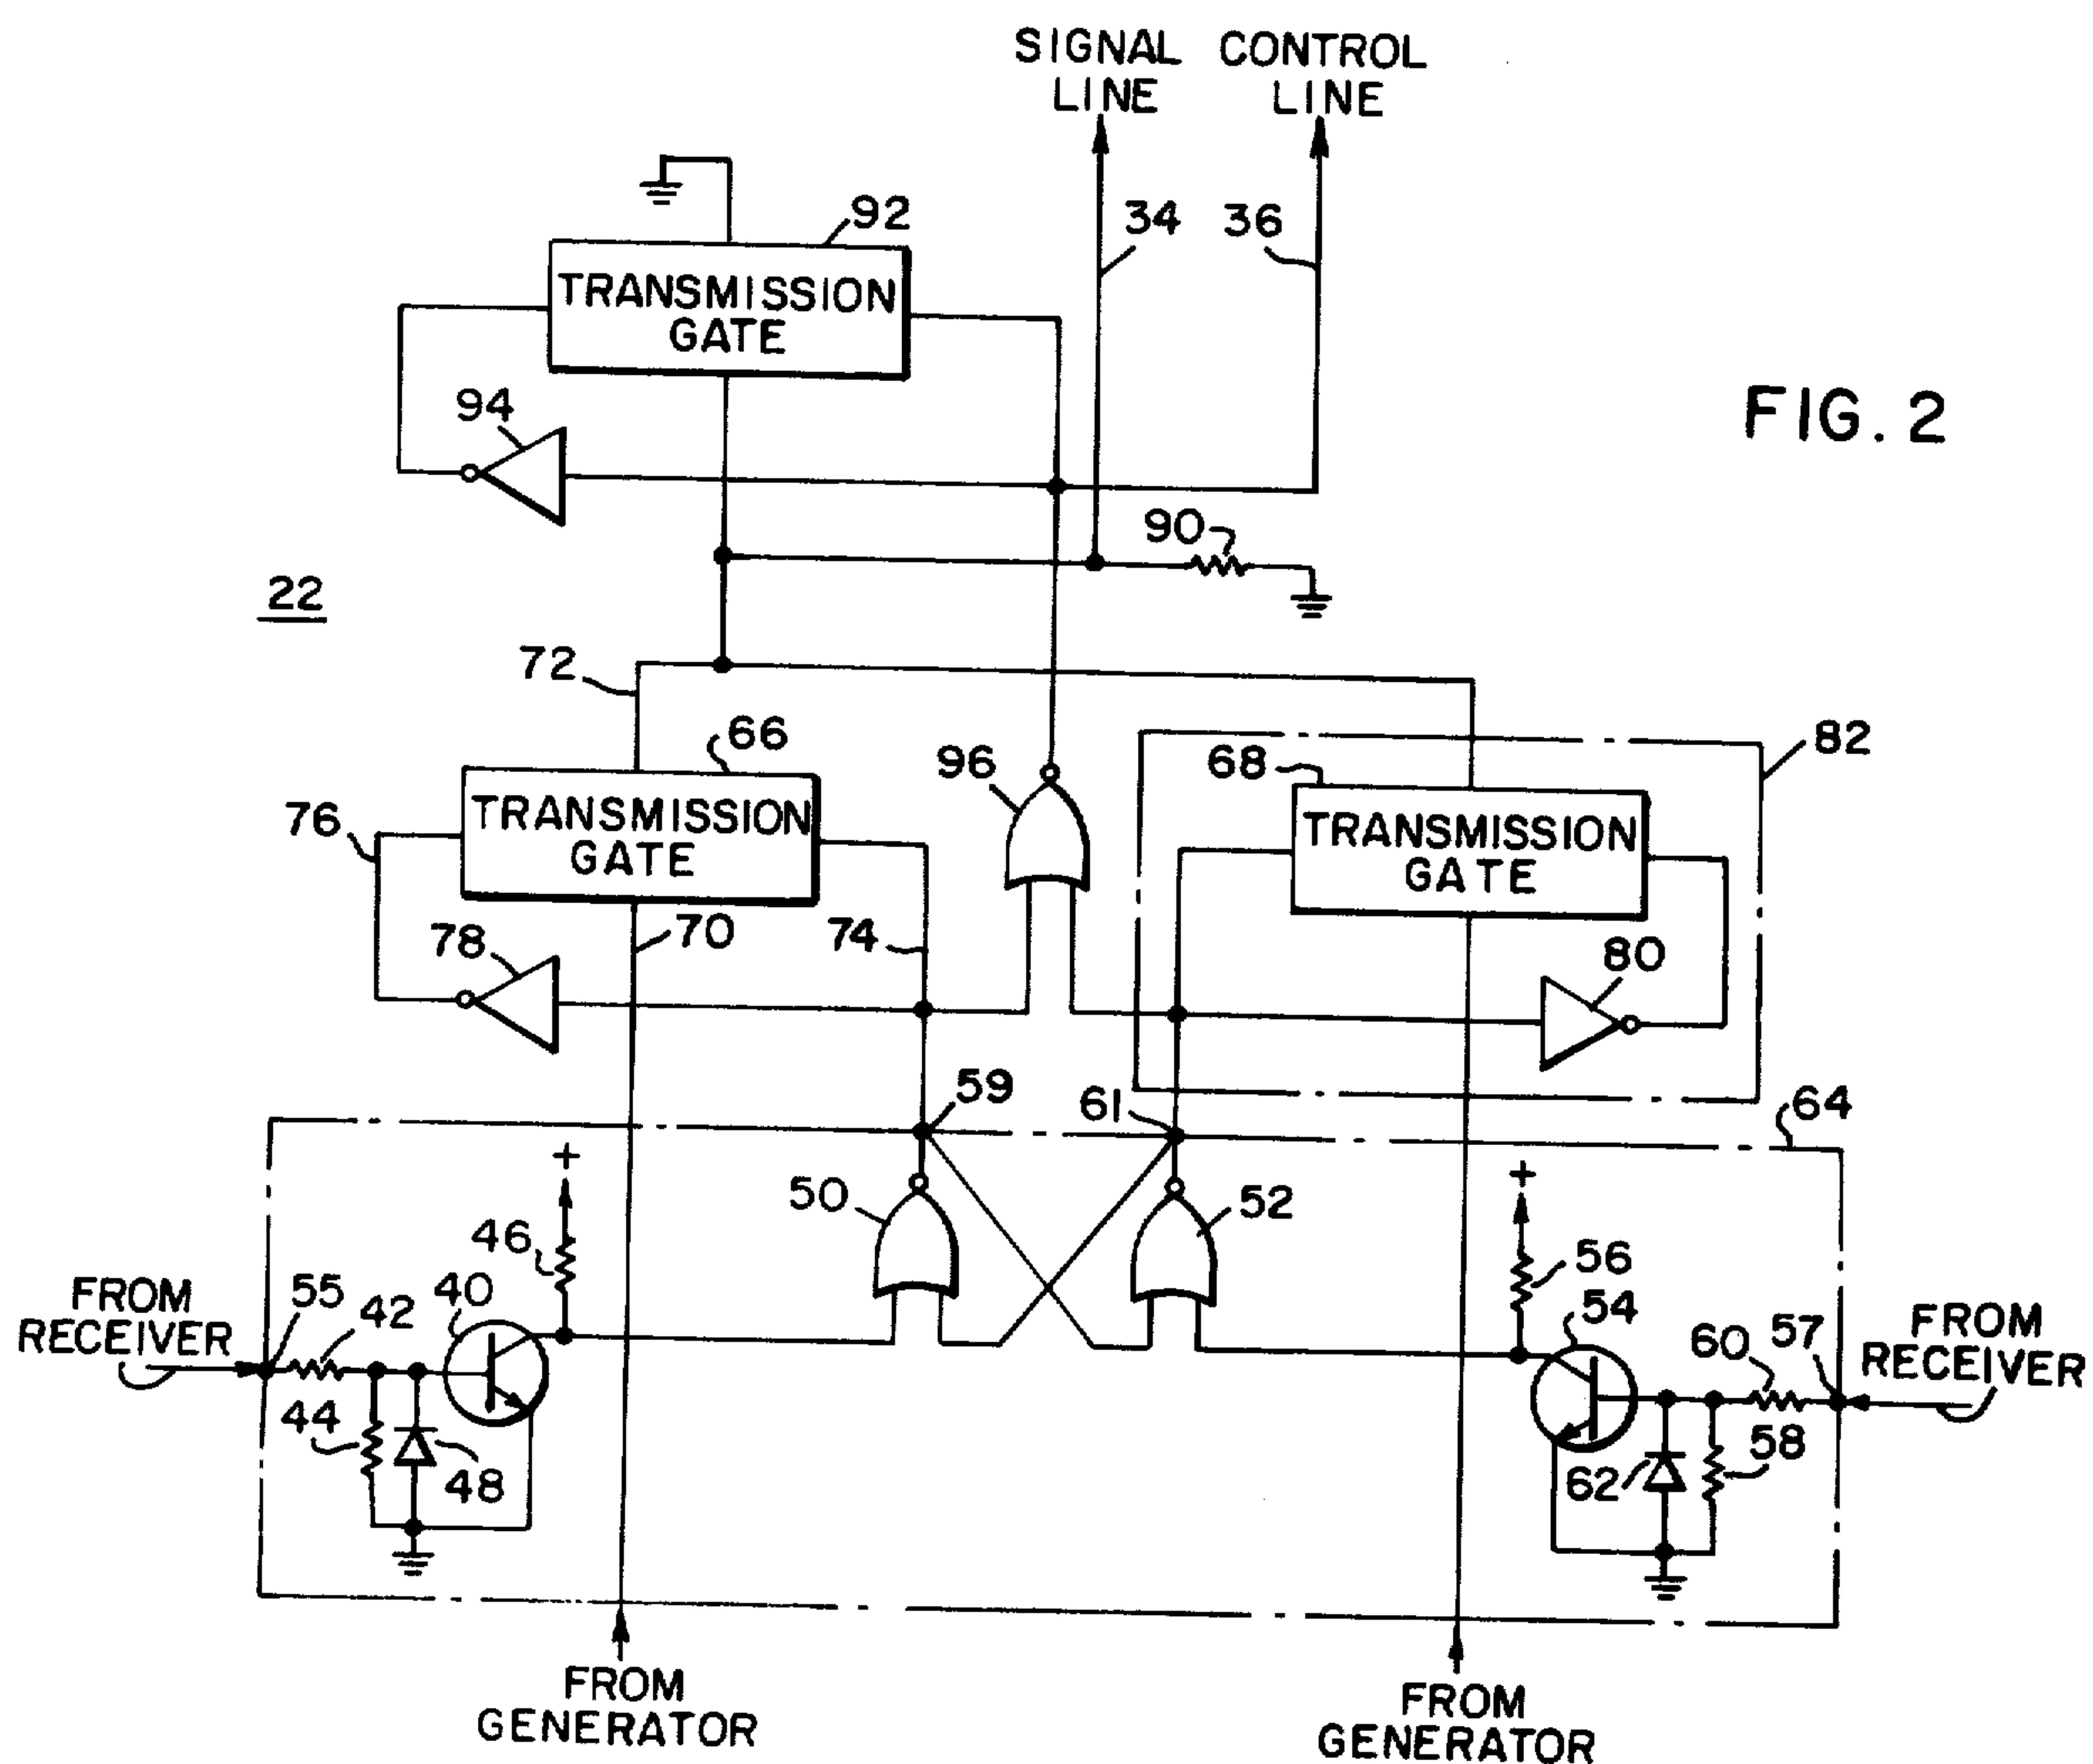 SIGNAL LINE
CONTROL LINE
92
34
36
TRANSMISSION
GATE
94
FIG. 2
90
22
72
66
96
68
82
76
TRANSMISSION
GATE
TRANSMISSION
GATE
78
70
74
80
59
61
64
+
+
50
52
46
56
FROM
RECEIVER
55
42
40
54
60
57
FROM
RECEIVER
44
48
62
58
FROM
GENERATOR
FROM
GENERATOR